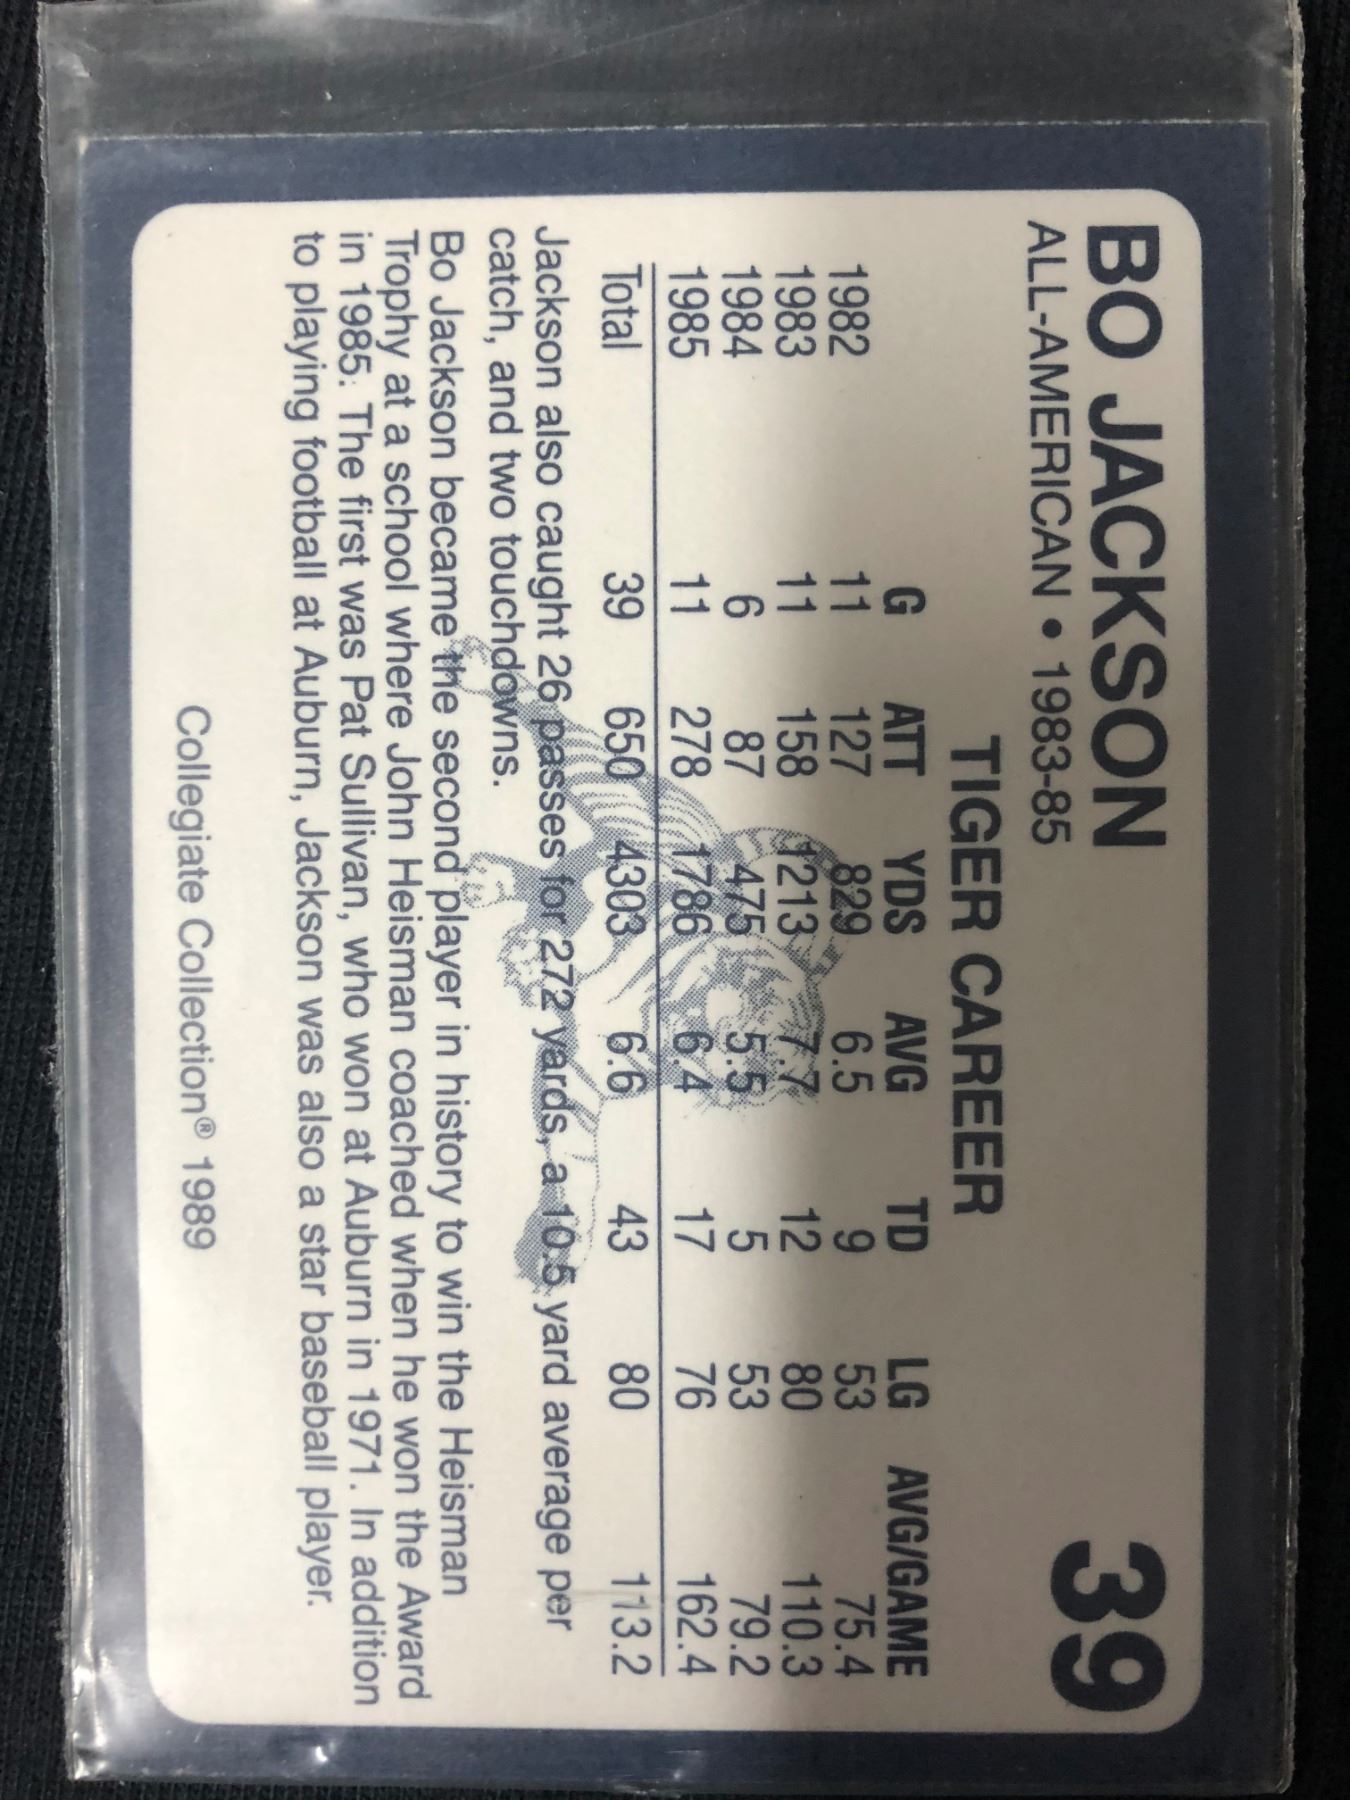 BO JACKSON 39
ALL-AMERICAN • 1983-85
TIGER CAREER
G ATT YDS AVG TD LG AVG/GAME
1982 11 127 829 6.5 9 53 75.4
1983 11 158 1213 7.7 12 80 110.3
1984 6 87 475 5.5 5 53 79.2
1985 11 278 1786 6.4 17 76 162.4
Total 39 650 4303 6.6 43 80 113.2
Jackson also caught 26 passes for 272 yards, a 10.5 yard average per
catch, and two touchdowns.
Bo Jackson became the second player in history to win the Heisman
Trophy at a school where John Heisman coached when he won the Award
in 1985. The first was Pat Sullivan, who won at Auburn in 1971. In addition
to playing football at Auburn, Jackson was also a star baseball player.
Collegiate Collection® 1989